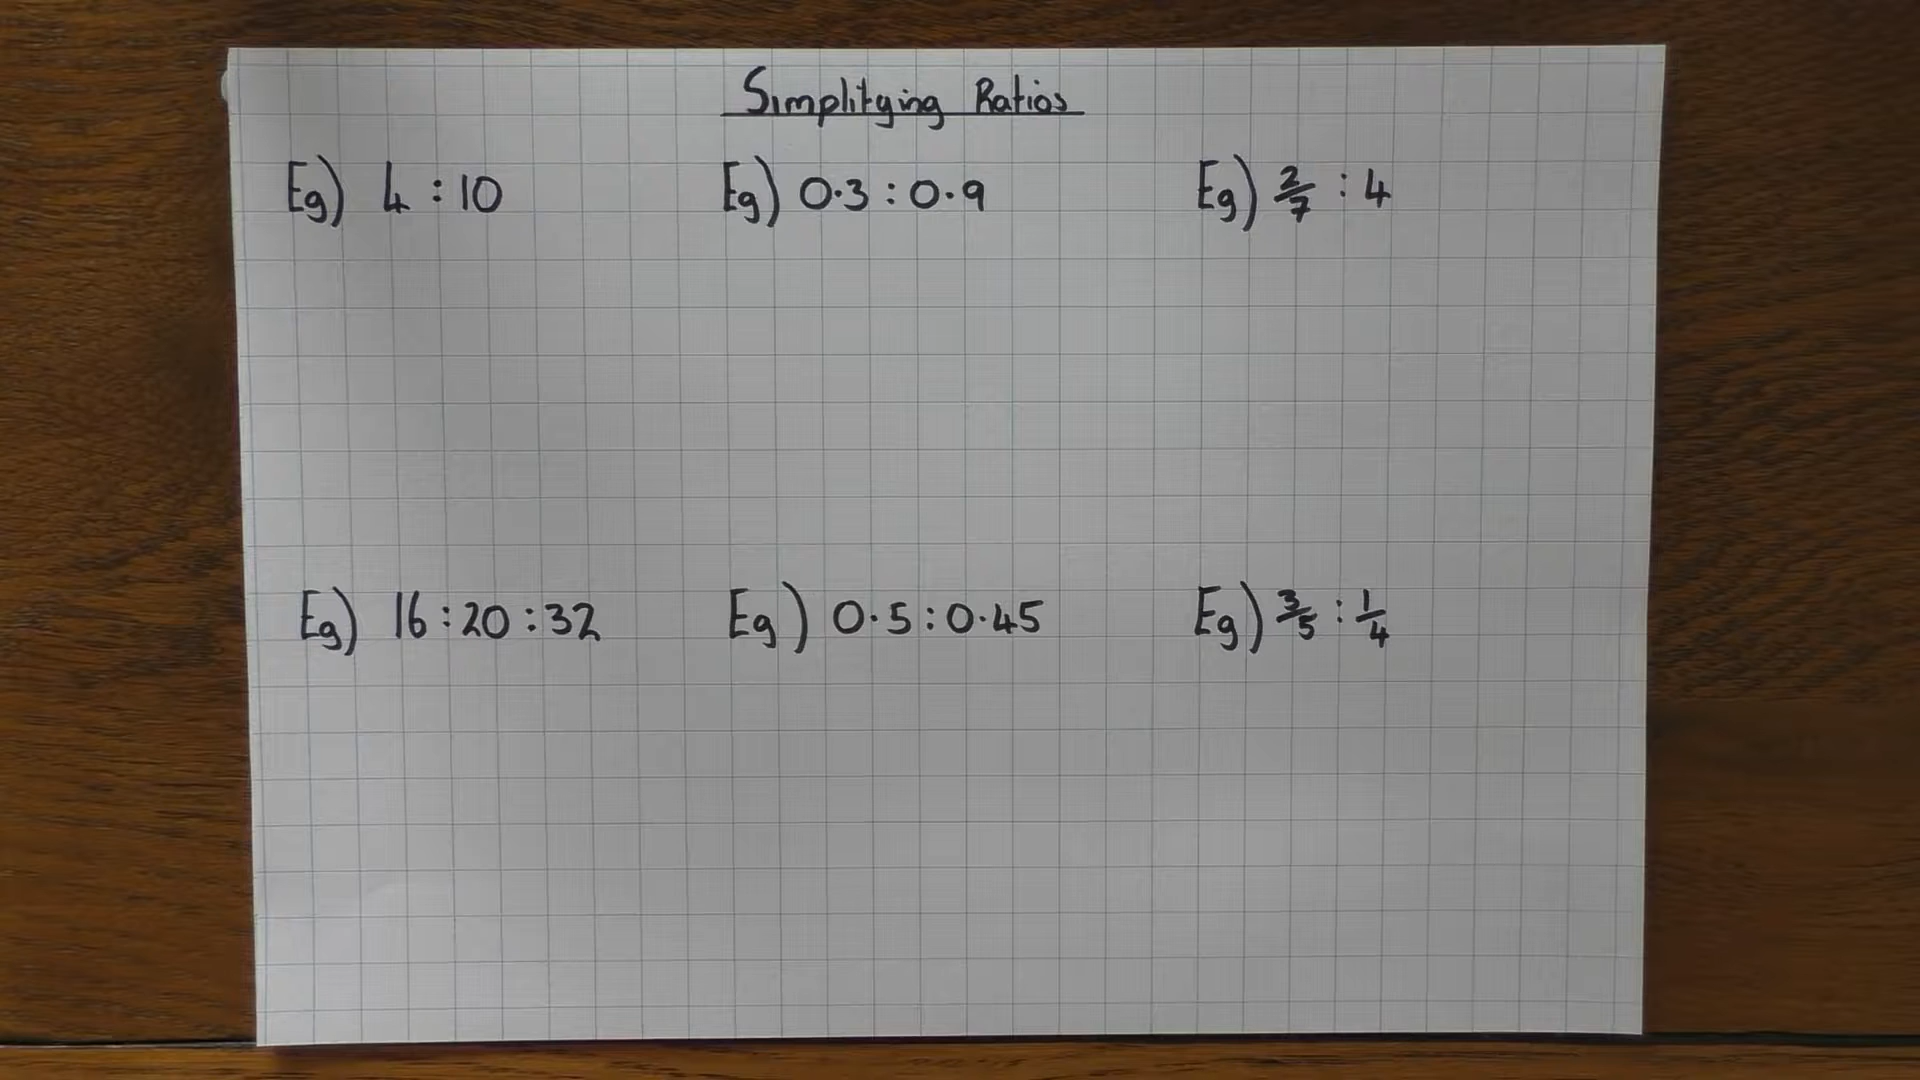 Simplifying Ratios
Eg) 4 : 10
Eg) 0.3 : 0.9
Eg) 2/7 : 4
Eg) 16 : 20 : 32
Eg) 0.5 : 0.45
Eg) 3/5 : 1/4